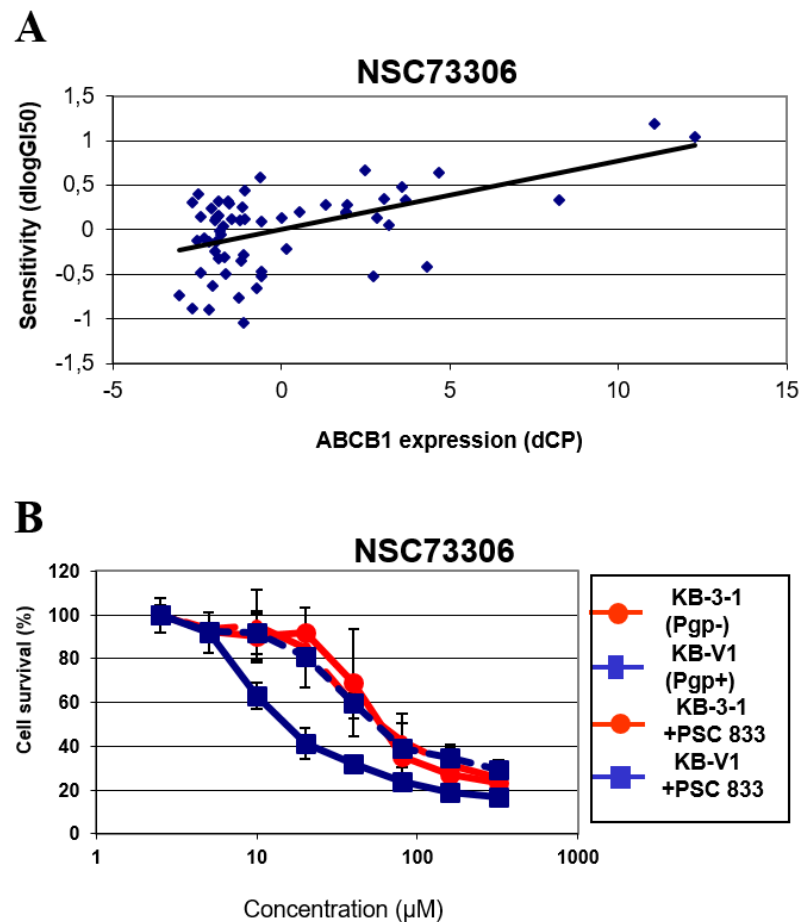 A
NSC73306
1,5
1
0,5
0
-0,5
-1
-1,5
-5
0
5
10
15
Sensitivity (dlogGI50)
ABCB1 expression (dCP)
B
NSC73306
120
100
80
60
40
20
0
1
10
100
1000
Cell survival (%)
Concentration (µM)
KB-3-1
(Pgp-)
KB-V1
(Pgp+)
KB-3-1
+PSC 833
KB-V1
+PSC 833